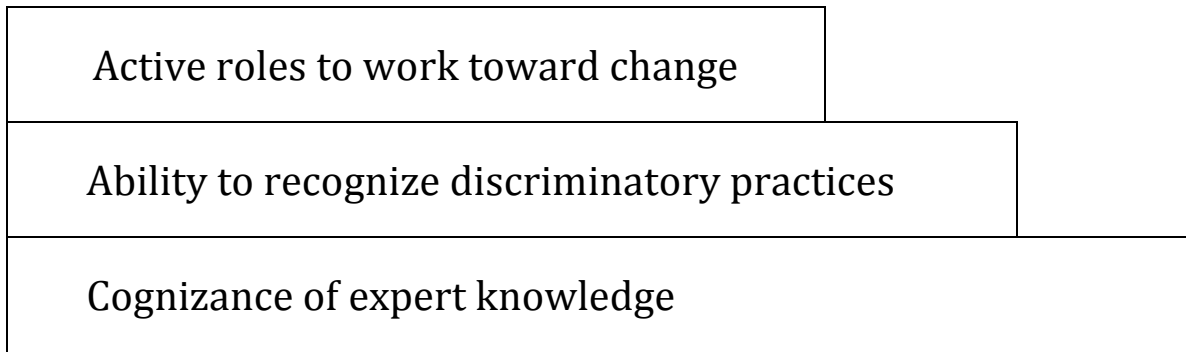 Active roles to work toward change
Ability to recognize discriminatory practices
Cognizance of expert knowledge